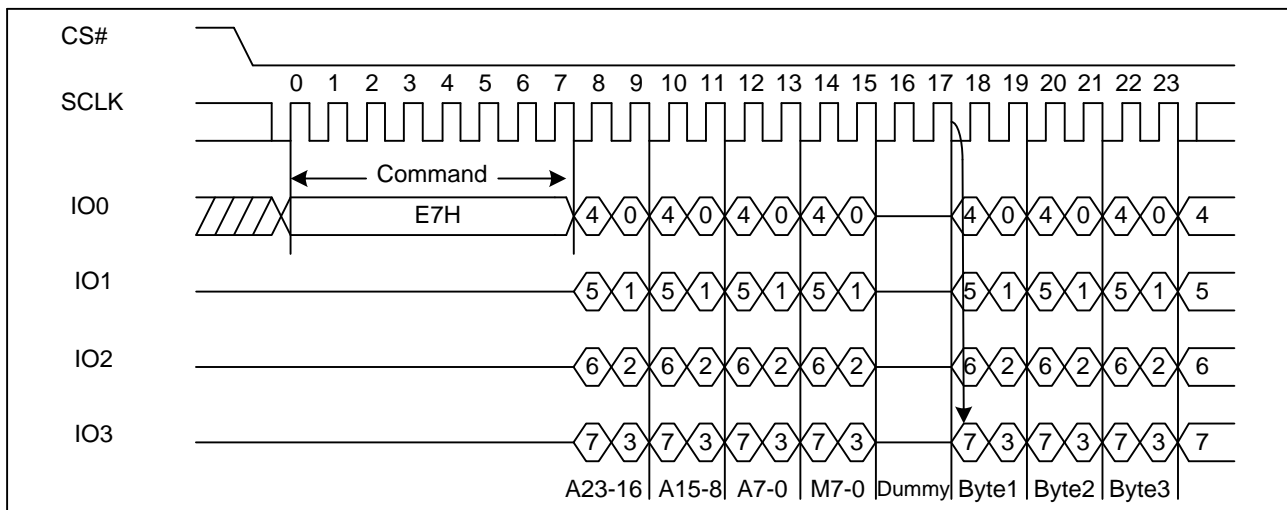 CS#
0 1 2 3 4 5 6 7 8 9 10 11 12 13 14 15 16 17 18 19 20 21 22 23
SCLK
Command
IO0 E7H 4 0 4 0 4 0 4 0 4 0 4 0 4 0 4
IO1 5 1 5 1 5 1 5 1 5 1 5 1 5 1 5
IO2 6 2 6 2 6 2 6 2 6 2 6 2 6 2 6
IO3 7 3 7 3 7 3 7 3 7 3 7 3 7 3 7
A23-16 A15-8 A7-0 M7-0 Dummy Byte1 Byte2 Byte3